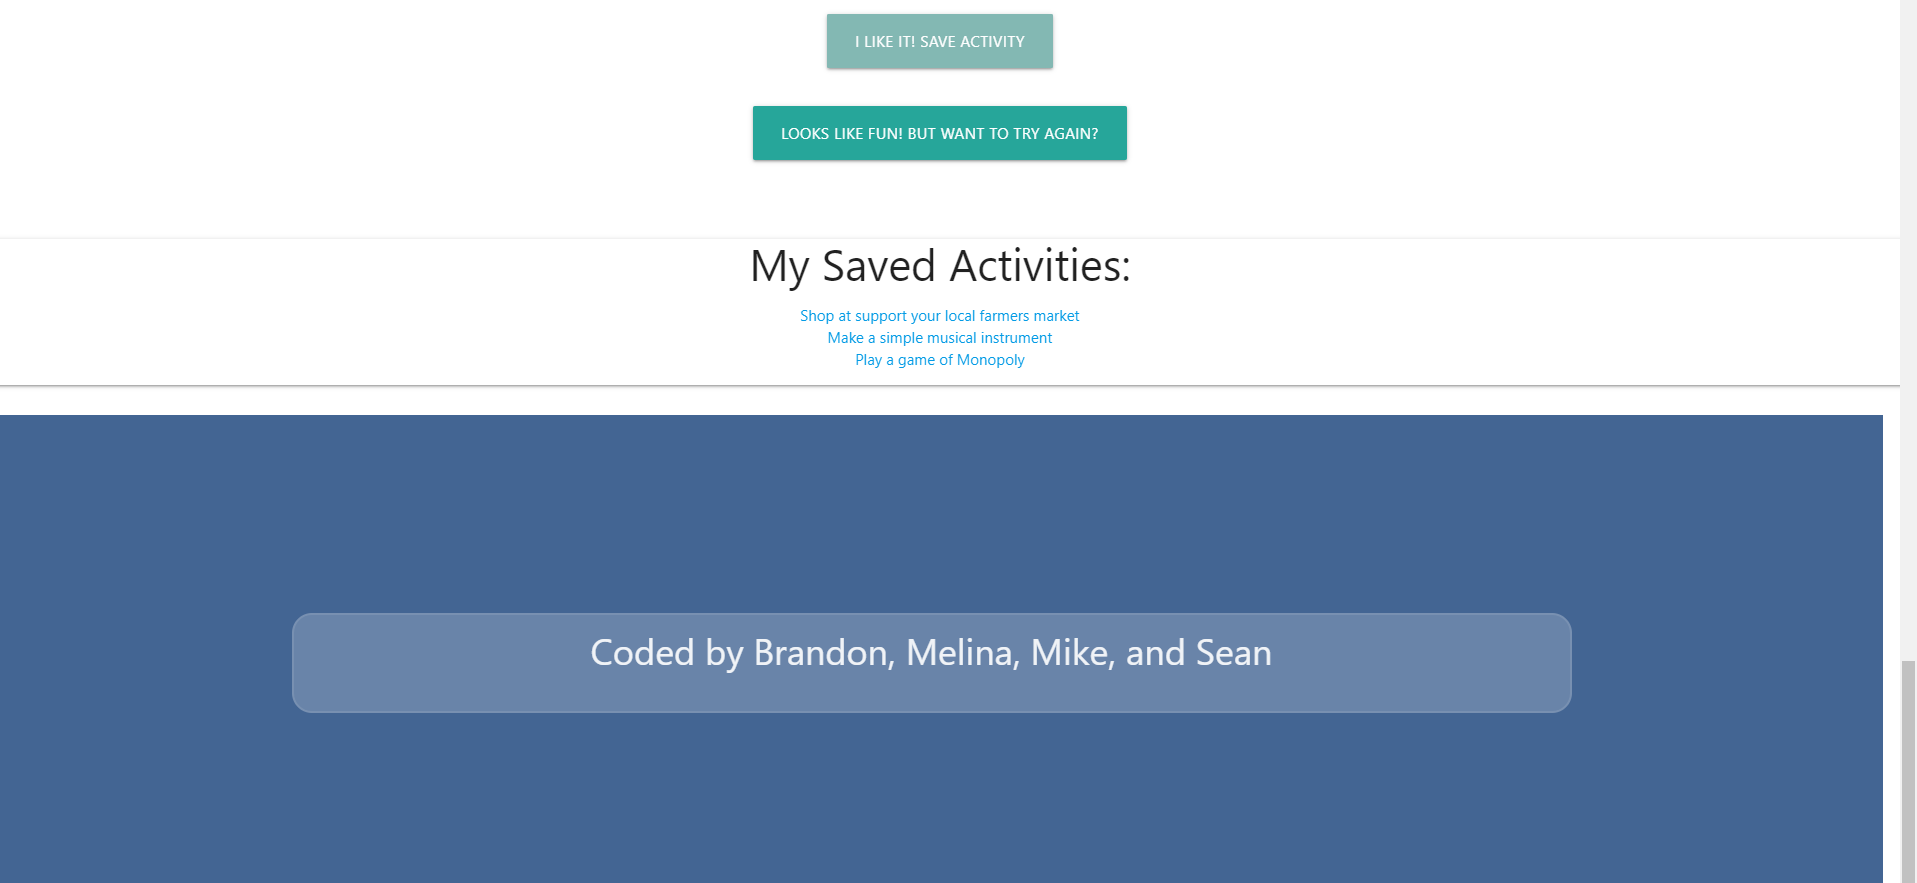 I LIKE IT! SAVE ACTIVITY
LOOKS LIKE FUN! BUT WANT TO TRY AGAIN?
My Saved Activities:
Shop at support your local farmers market
Make a simple musical instrument
Play a game of Monopoly
Coded by Brandon, Melina, Mike, and Sean